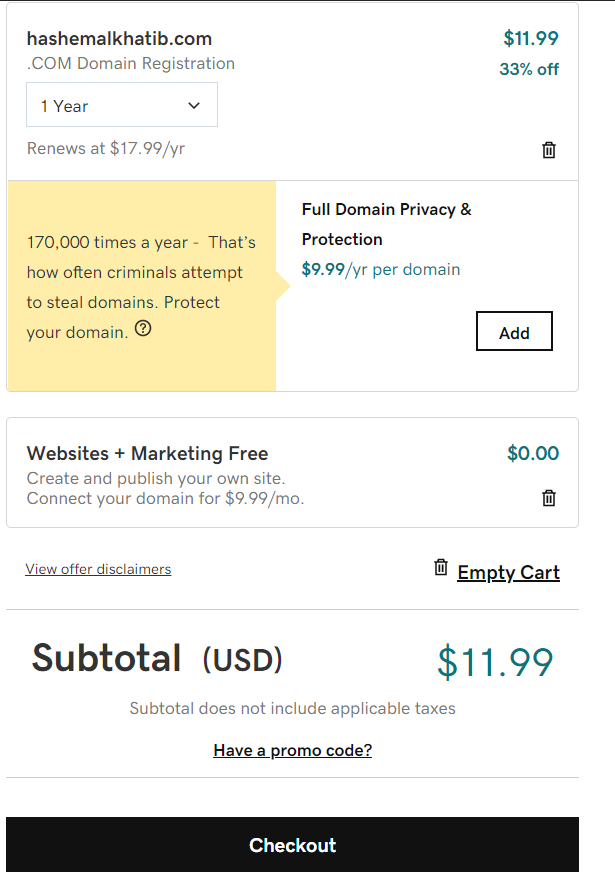 hashemalkhatib.com
$11.99
.COM Domain Registration
33% off
1 Year
Renews at $17.99/yr
170,000 times a year - That's
how often criminals attempt
to steal domains. Protect
your domain. ?
Full Domain Privacy &
Protection
$9.99/yr per domain
Add
Websites + Marketing Free
$0.00
Create and publish your own site.
Connect your domain for $9.99/mo.
View offer disclaimers
Empty Cart
Subtotal (USD)
$11.99
Subtotal does not include applicable taxes
Have a promo code?
Checkout